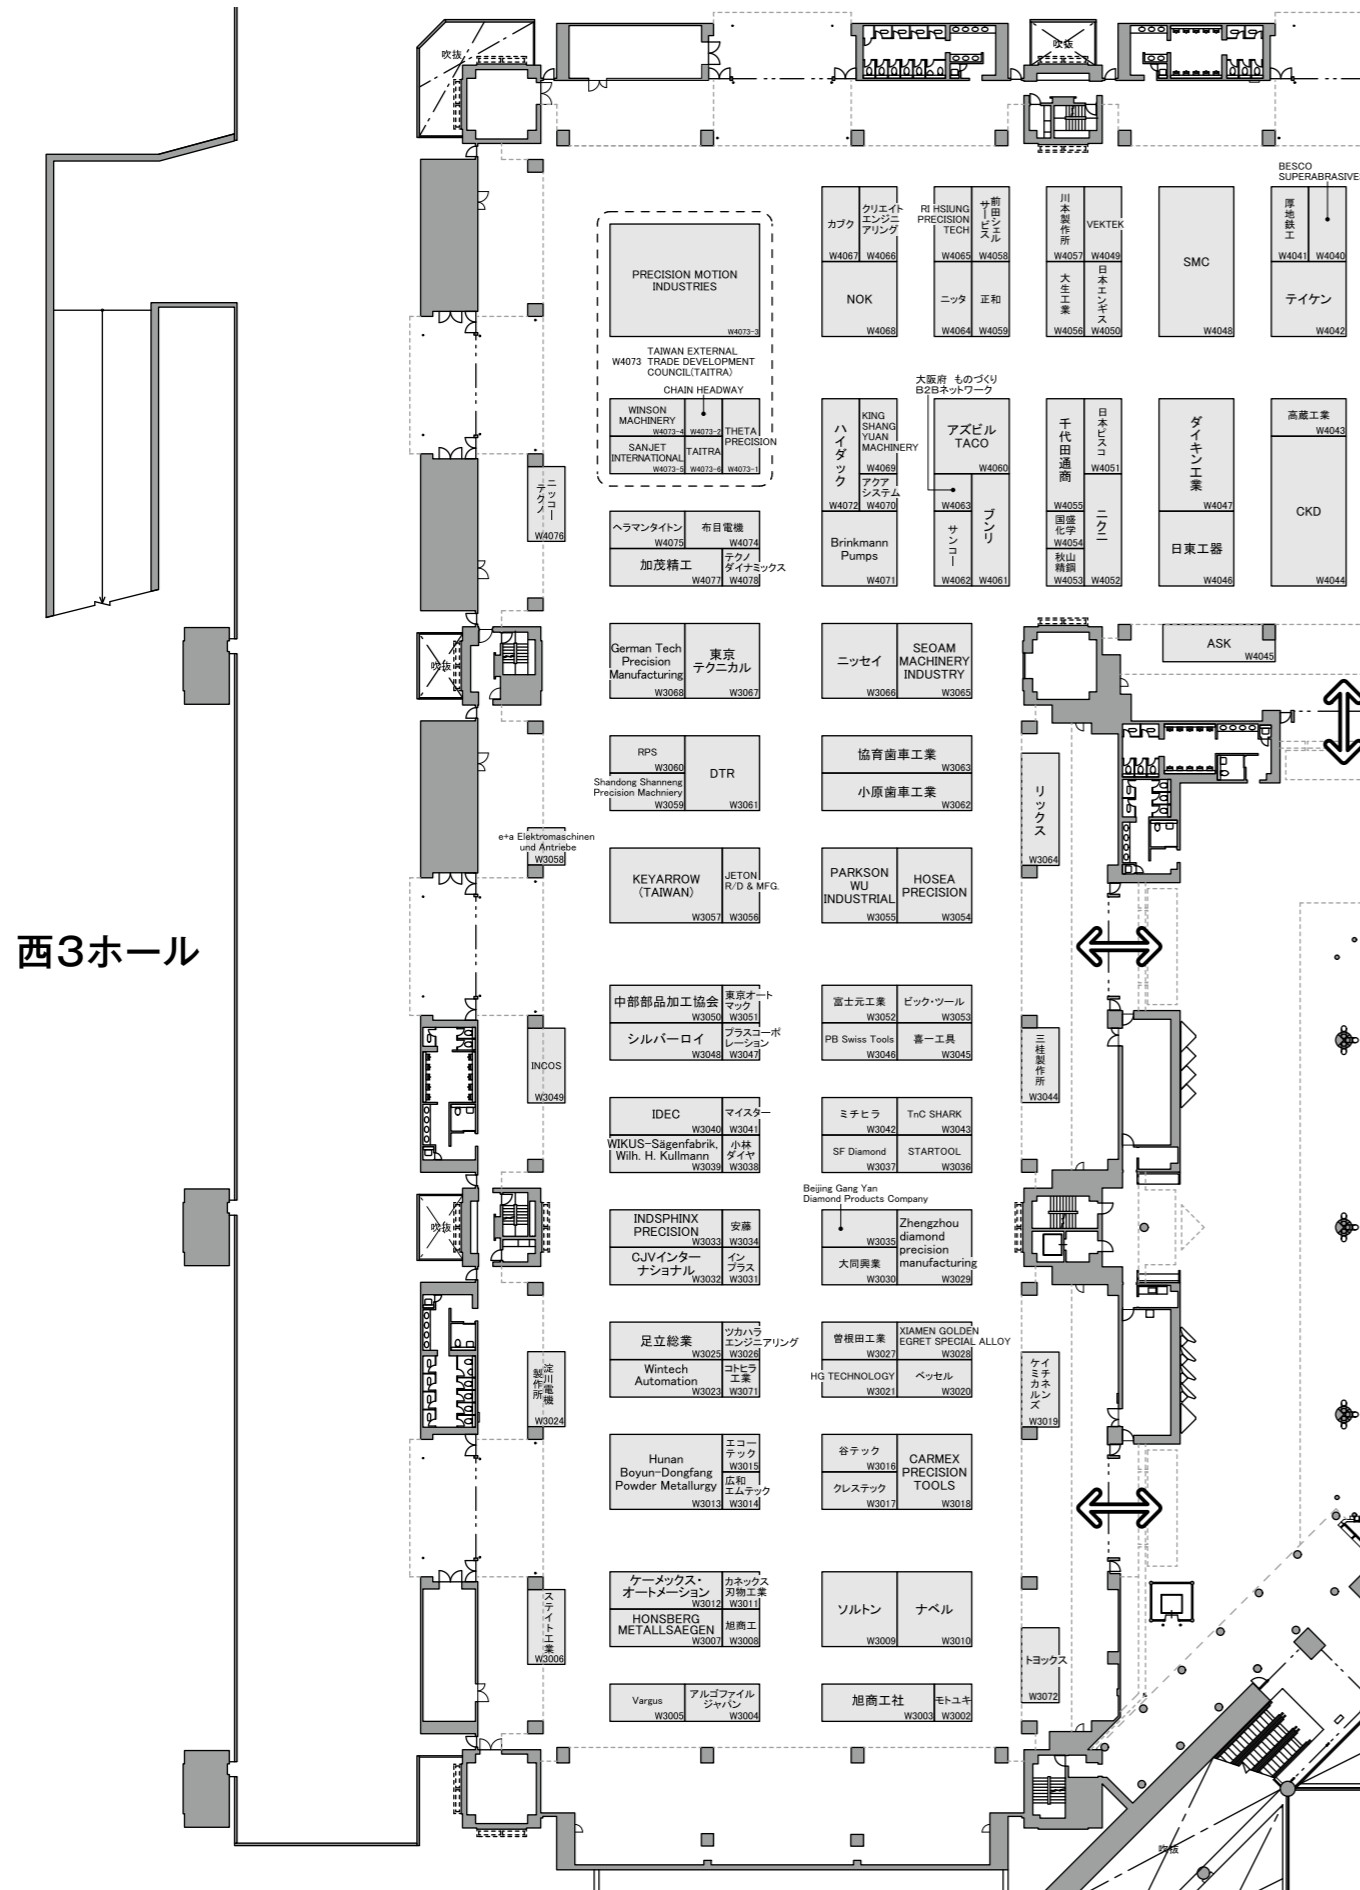 吹抜
吹抜
BESCO
SUPERABRASIVES
カブク
W4067
クリエイト
エンジニ
アリング
W4066
NOK
W4068
RI HSIUNG
PRECISION
TECH
W4065
前田シェル
サービス
W4058
ニッタ
W4064
正和
W4059
川本製作所
W4057
VEKTEK
W4049
大生工業
W4056
日本エンギス
W4050
SMC
W4048
厚地鉄工
W4041
W4040
テイケン
W4042
PRECISION MOTION
INDUSTRIES
W4073-3
TAIWAN EXTERNAL
W4073 TRADE DEVELOPMENT
COUNCIL(TAITRA)
CHAIN HEADWAY
WINSON
MACHINERY
W4073-4
W4073-2
THETA
PRECISION
W4073-1
SANJET
INTERNATIONAL
W4073-5
TAITRA
W4073-6
大阪府 ものづくり
B2Bネットワーク
ハイダック
W4072
KING
SHANG
YUAN
MACHINERY
W4069
アクア
システム
W4070
Brinkmann
Pumps
W4071
アズビル
TACO
W4060
W4063
サンコー
W4062
ブンリ
W4061
千代田通商
W4055
日本ビスコ
W4051
国盛
化学
W4054
秋山
精鋼
W4053
ニクニ
W4052
ダイキン工業
W4047
日東工器
W4046
高蔵工業
W4043
CKD
W4044
ニッコー
テクノ
W4076
ヘラマンタイトン
W4075
布目電機
W4074
加茂精工
W4077
テクノ
ダイナミックス
W4078
ASK
W4045
吹抜
German Tech
Precision
Manufacturing
W3068
東京
テクニカル
W3067
ニッセイ
W3066
SEOAM
MACHINERY
INDUSTRY
W3065
RPS
W3060
Shandong Shanneng
Precision Machniery
W3059
DTR
W3061
協育歯車工業
W3063
小原歯車工業
W3062
リックス
W3064
e+a Elektromaschinen
und Antriebe
W3058
KEYARROW
(TAIWAN)
W3057
JETON
R/D & MFG.
W3056
PARKSON
WU
INDUSTRIAL
W3055
HOSEA
PRECISION
W3054
西3ホール
中部部品加工協会
W3050
東京オート
マック
W3051
シルバーロイ
W3048
プラスコーポ
レーション
W3047
富士元工業
W3052
ビック・ツール
W3053
PB Swiss Tools
W3046
喜一工具
W3045
INCOS
W3049
三桂製作所
W3044
IDEC
W3040
マイスター
W3041
WIKUS-Sägenfabrik,
Wilh. H. Kullmann
W3039
小林
ダイヤ
W3038
ミチヒラ
W3042
TnC SHARK
W3043
SF Diamond
W3037
STARTOOL
W3036
Beijing Gang Yan
Diamond Products Company
吹抜
INDSPHINX
PRECISION
W3033
安藤
W3034
CJVインター
ナショナル
W3032
イン
プラス
W3031
W3035
大同興業
W3030
Zhengzhou
diamond
precision
manufacturing
W3029
足立総業
W3025
ツカハラ
エンジニアリング
W3026
Wintech
Automation
W3023
コトヒラ
工業
W3071
曽根田工業
W3027
XIAMEN GOLDEN
EGRET SPECIAL ALLOY
W3028
HG TECHNOLOGY
W3021
ベッセル
W3020
淀川電機
製作所
W3024
イチネン
ケミカルズ
W3019
Hunan
Boyun-Dongfang
Powder Metallurgy
W3013
エコー
テック
W3015
広和
エムテック
W3014
谷テック
W3016
クレステック
W3017
CARMEX
PRECISION
TOOLS
W3018
ケーメックス・
オートメーション
W3012
カネックス
刃物工業
W3011
HONSBERG
METALLSAEGEN
W3007
旭商工
W3008
ステイト工業
W3006
ソルトン
W3009
ナベル
W3010
トヨックス
W3072
Vargus
W3005
アルゴファイル
ジャパン
W3004
旭商工社
W3003
モトユキ
W3002
吹抜